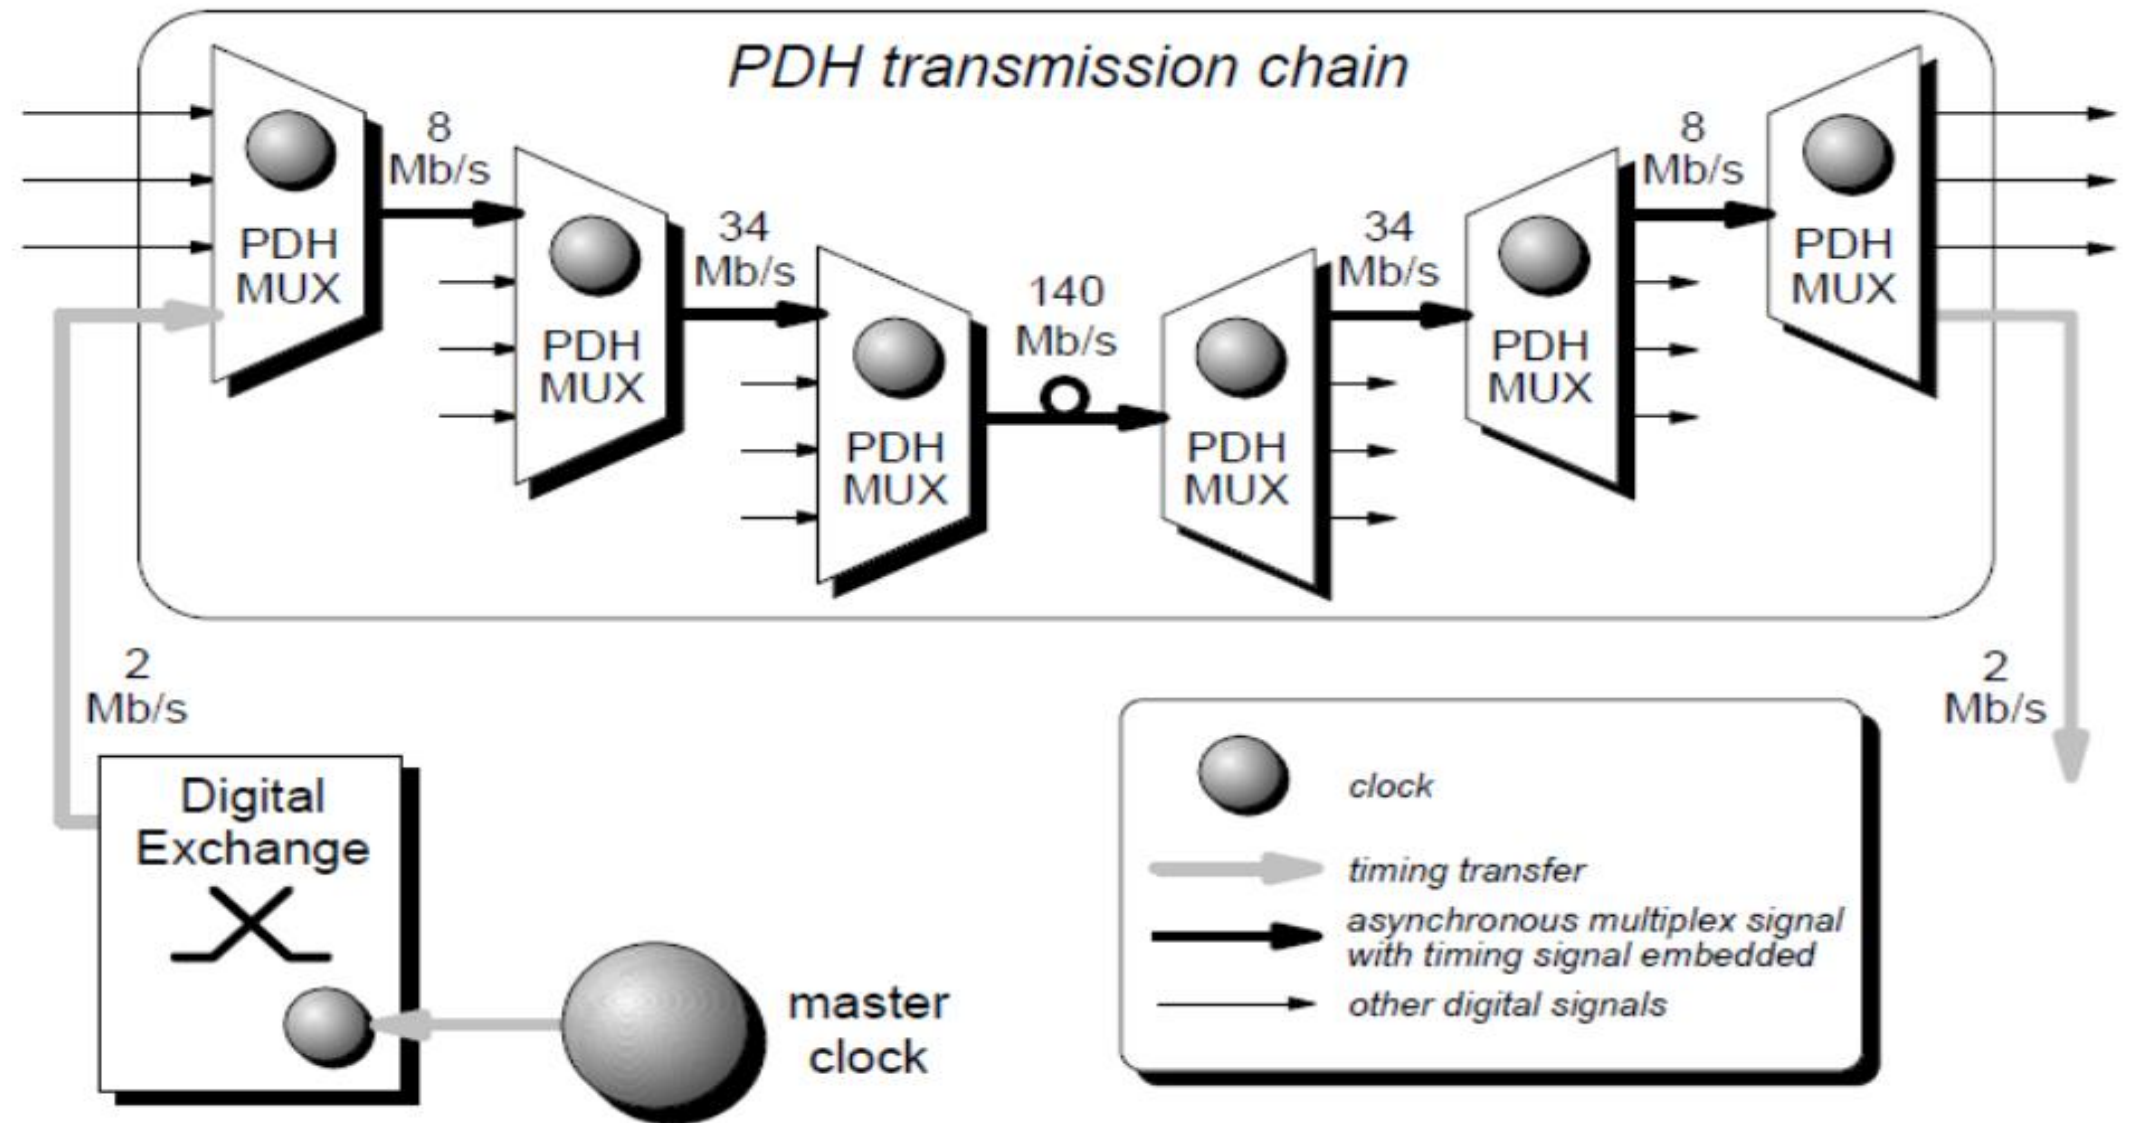 PDH transmission chain
8
Mb/s
8
Mb/s
PDH
MUX
PDH
MUX
34
Mb/s
34
Mb/s
PDH
MUX
PDH
MUX
140
Mb/s
PDH
MUX
PDH
MUX
2
Mb/s
2
Mb/s
Digital
Exchange
master
clock
clock
timing transfer
asynchronous multiplex signal
with timing signal embedded
other digital signals